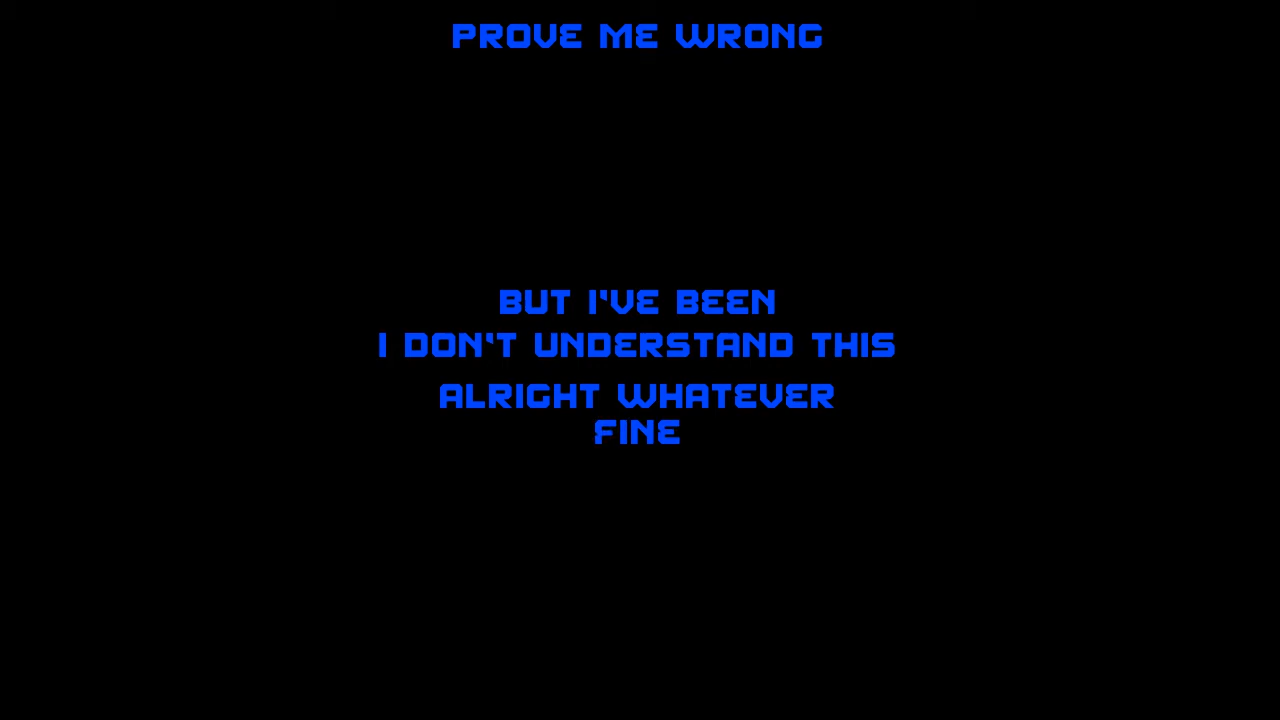 PROVE ME WRONG
BUT I'VE BEEN
I DON'T UNDERSTAND THIS
ALRIGHT WHATEVER
FINE